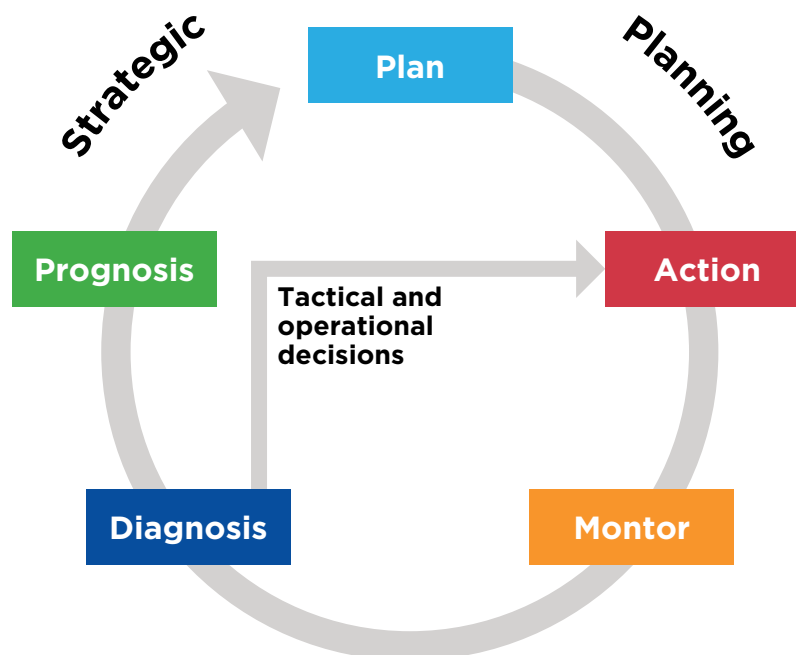 Strategic
Planning
Plan
Prognosis
Action
Tactical and
operational
decisions
Diagnosis
Montor